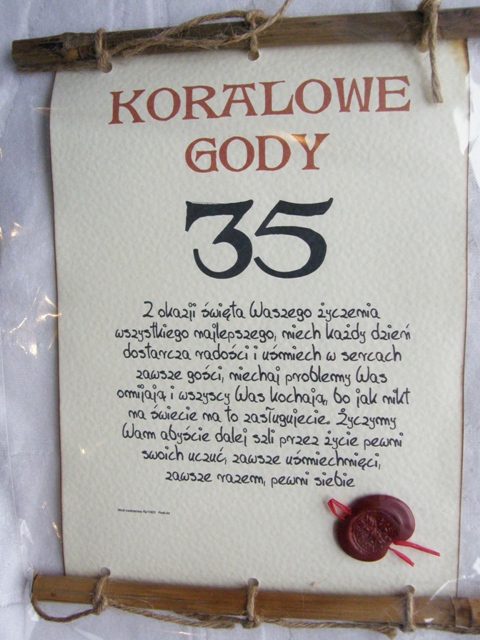 KORALOWE
GODY
35
Z okazji święta Waszego życzenia
wszystkiego najlepszego, niech każdy dzień
dostarcza radości i uśmiech w sercach
zawsze gości, niechaj problemy Was
omijają i wszyscy Was kochają, bo jak nikt
na świecie na to zasługujecie. Życzymy
Wam abyście dalej szli przez życie pewni
swoich uczuć, zawsze uśmiechnięci,
zawsze razem, pewni siebie